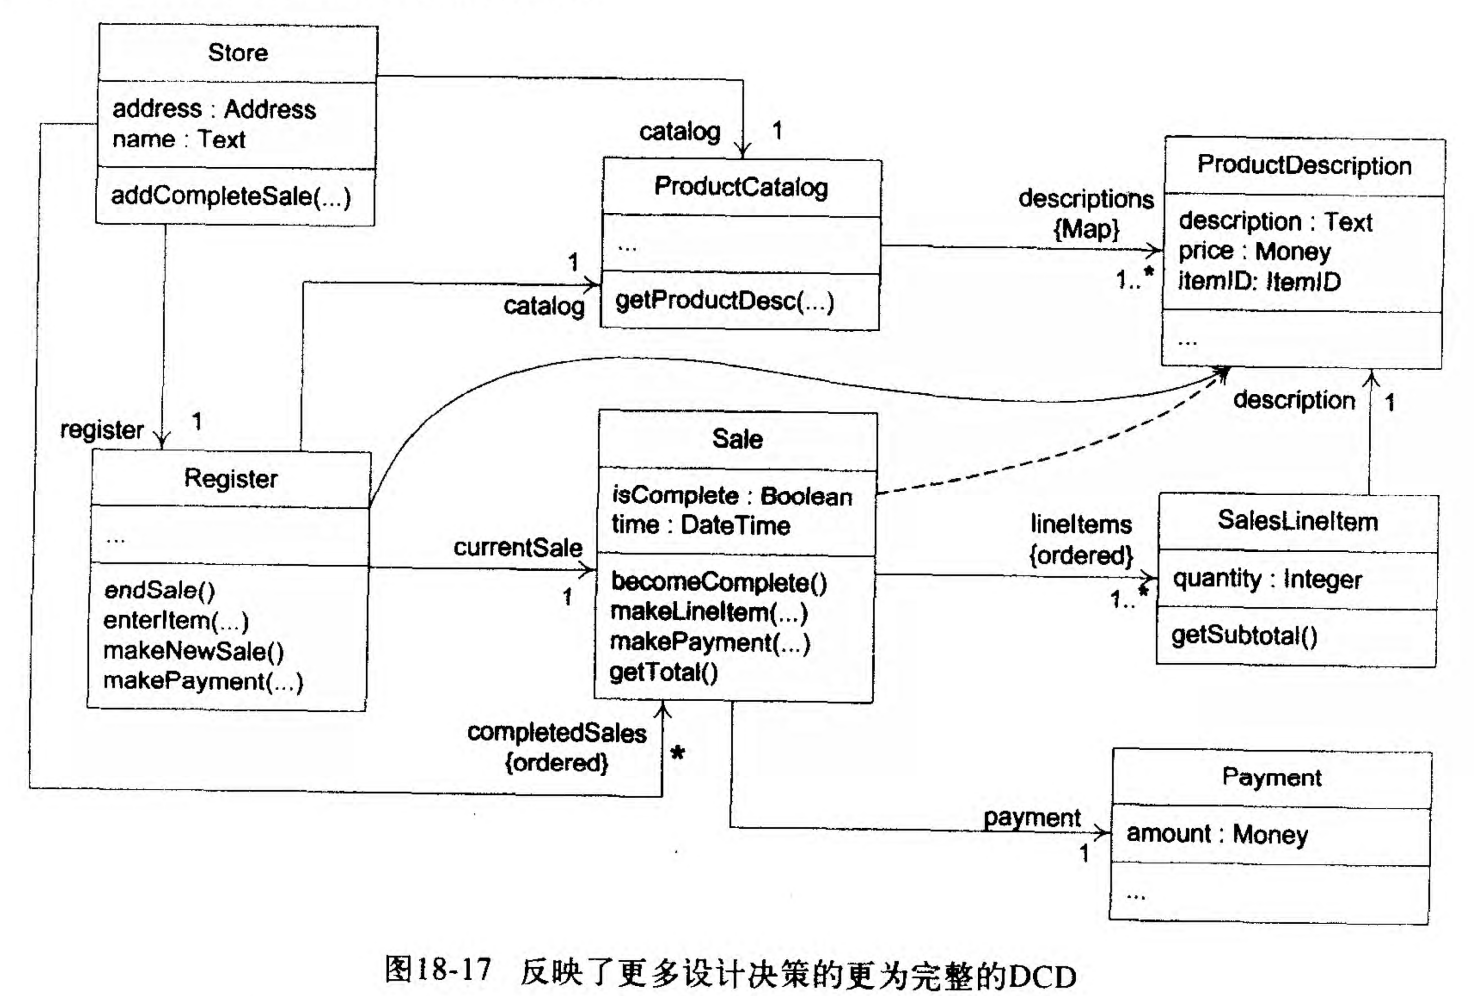 Store
address : Address
name : Text
addCompleteSale(...)
catalog
1
ProductCatalog
...
getProductDesc(...)
1
catalog
descriptions
{Map}
1..*
ProductDescription
description : Text
price : Money
itemID: ItemID
...
description
1
register
1
Register
...
endSale()
enterItem(...)
makeNewSale()
makePayment(...)
currentSale
1
Sale
isComplete : Boolean
time : DateTime
becomeComplete()
makeLineItem(...)
makePayment(...)
getTotal()
lineItems
{ordered}
1..*
SalesLineItem
quantity : Integer
getSubtotal()
completedSales
{ordered}
*
payment
1
Payment
amount : Money
...
图18-17 反映了更多设计决策的更为完整的DCD